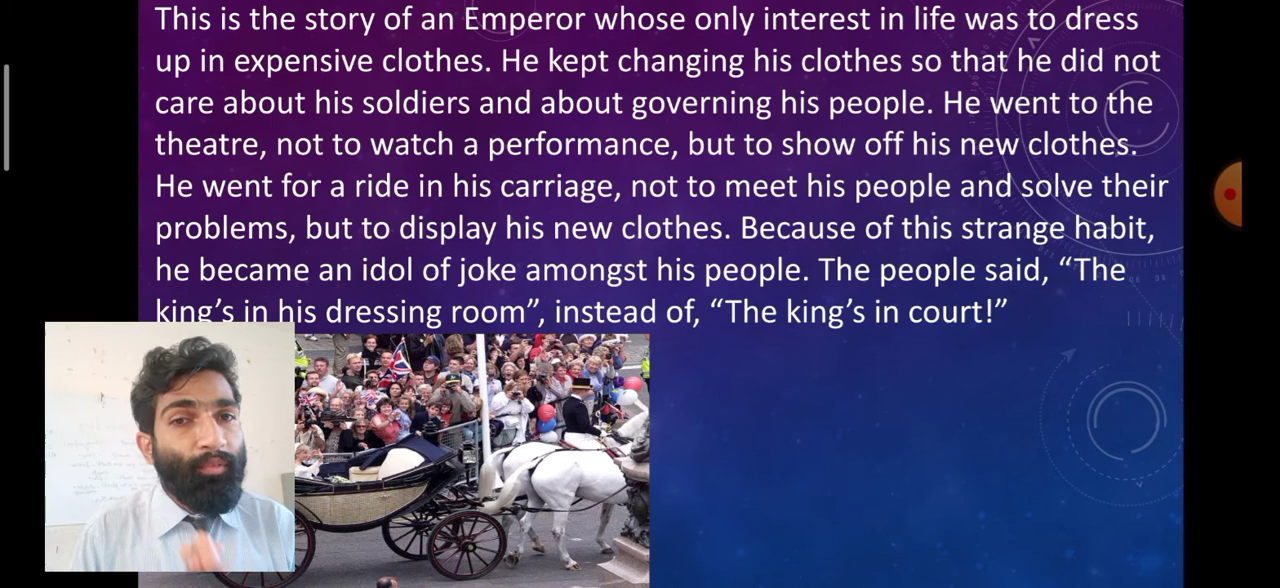 This is the story of an Emperor whose only interest in life was to dress
up in expensive clothes. He kept changing his clothes so that he did not
care about his soldiers and about governing his people. He went to the
theatre, not to watch a performance, but to show off his new clothes.
He went for a ride in his carriage, not to meet his people and solve their
problems, but to display his new clothes. Because of this strange habit,
he became an idol of joke amongst his people. The people said, “The
king’s in his dressing room”, instead of, “The king’s in court!”